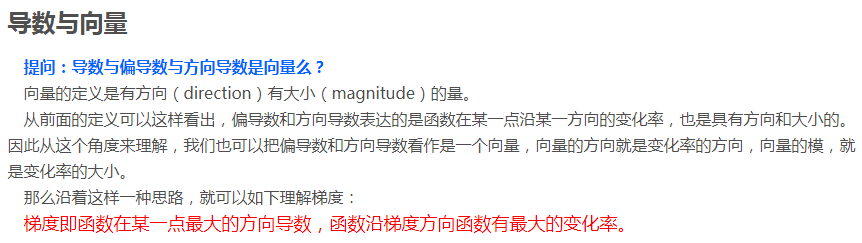 导数与向量
提问：导数与偏导数与方向导数是向量么？
向量的定义是有方向（direction）有大小（magnitude）的量。
从前面的定义可以这样看出，偏导数和方向导数表达的是函数在某一点沿某一方向的变化率，也是具有方向和大小的。
因此从这个角度来理解，我们也可以把偏导数和方向导数看作是一个向量，向量的方向就是变化率的方向，向量的模，就
是变化率的大小。
那么沿着这样一种思路，就可以如下理解梯度：
梯度即函数在某一点最大的方向导数，函数沿梯度方向函数有最大的变化率。